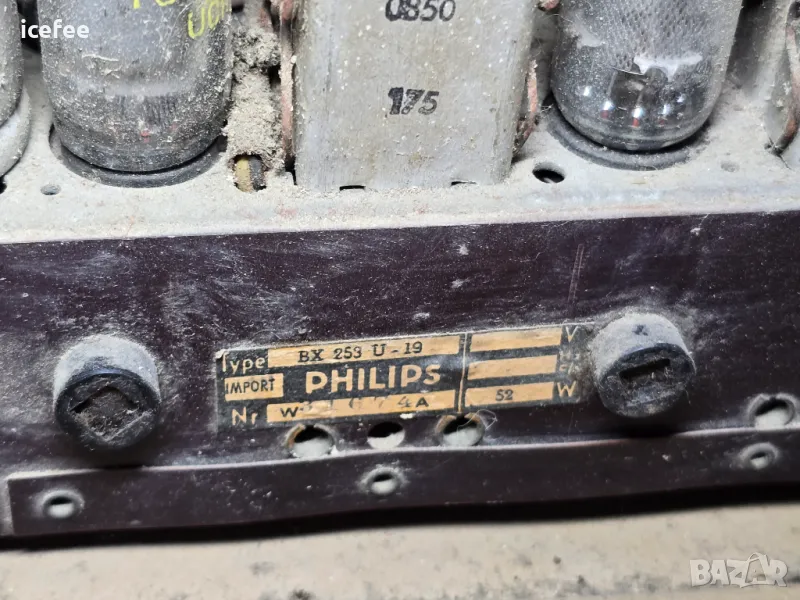 icefee
0850
175
Type BX 253 U-19 V
IMPORT PHILIPS
Nr 52 W
BAZAR